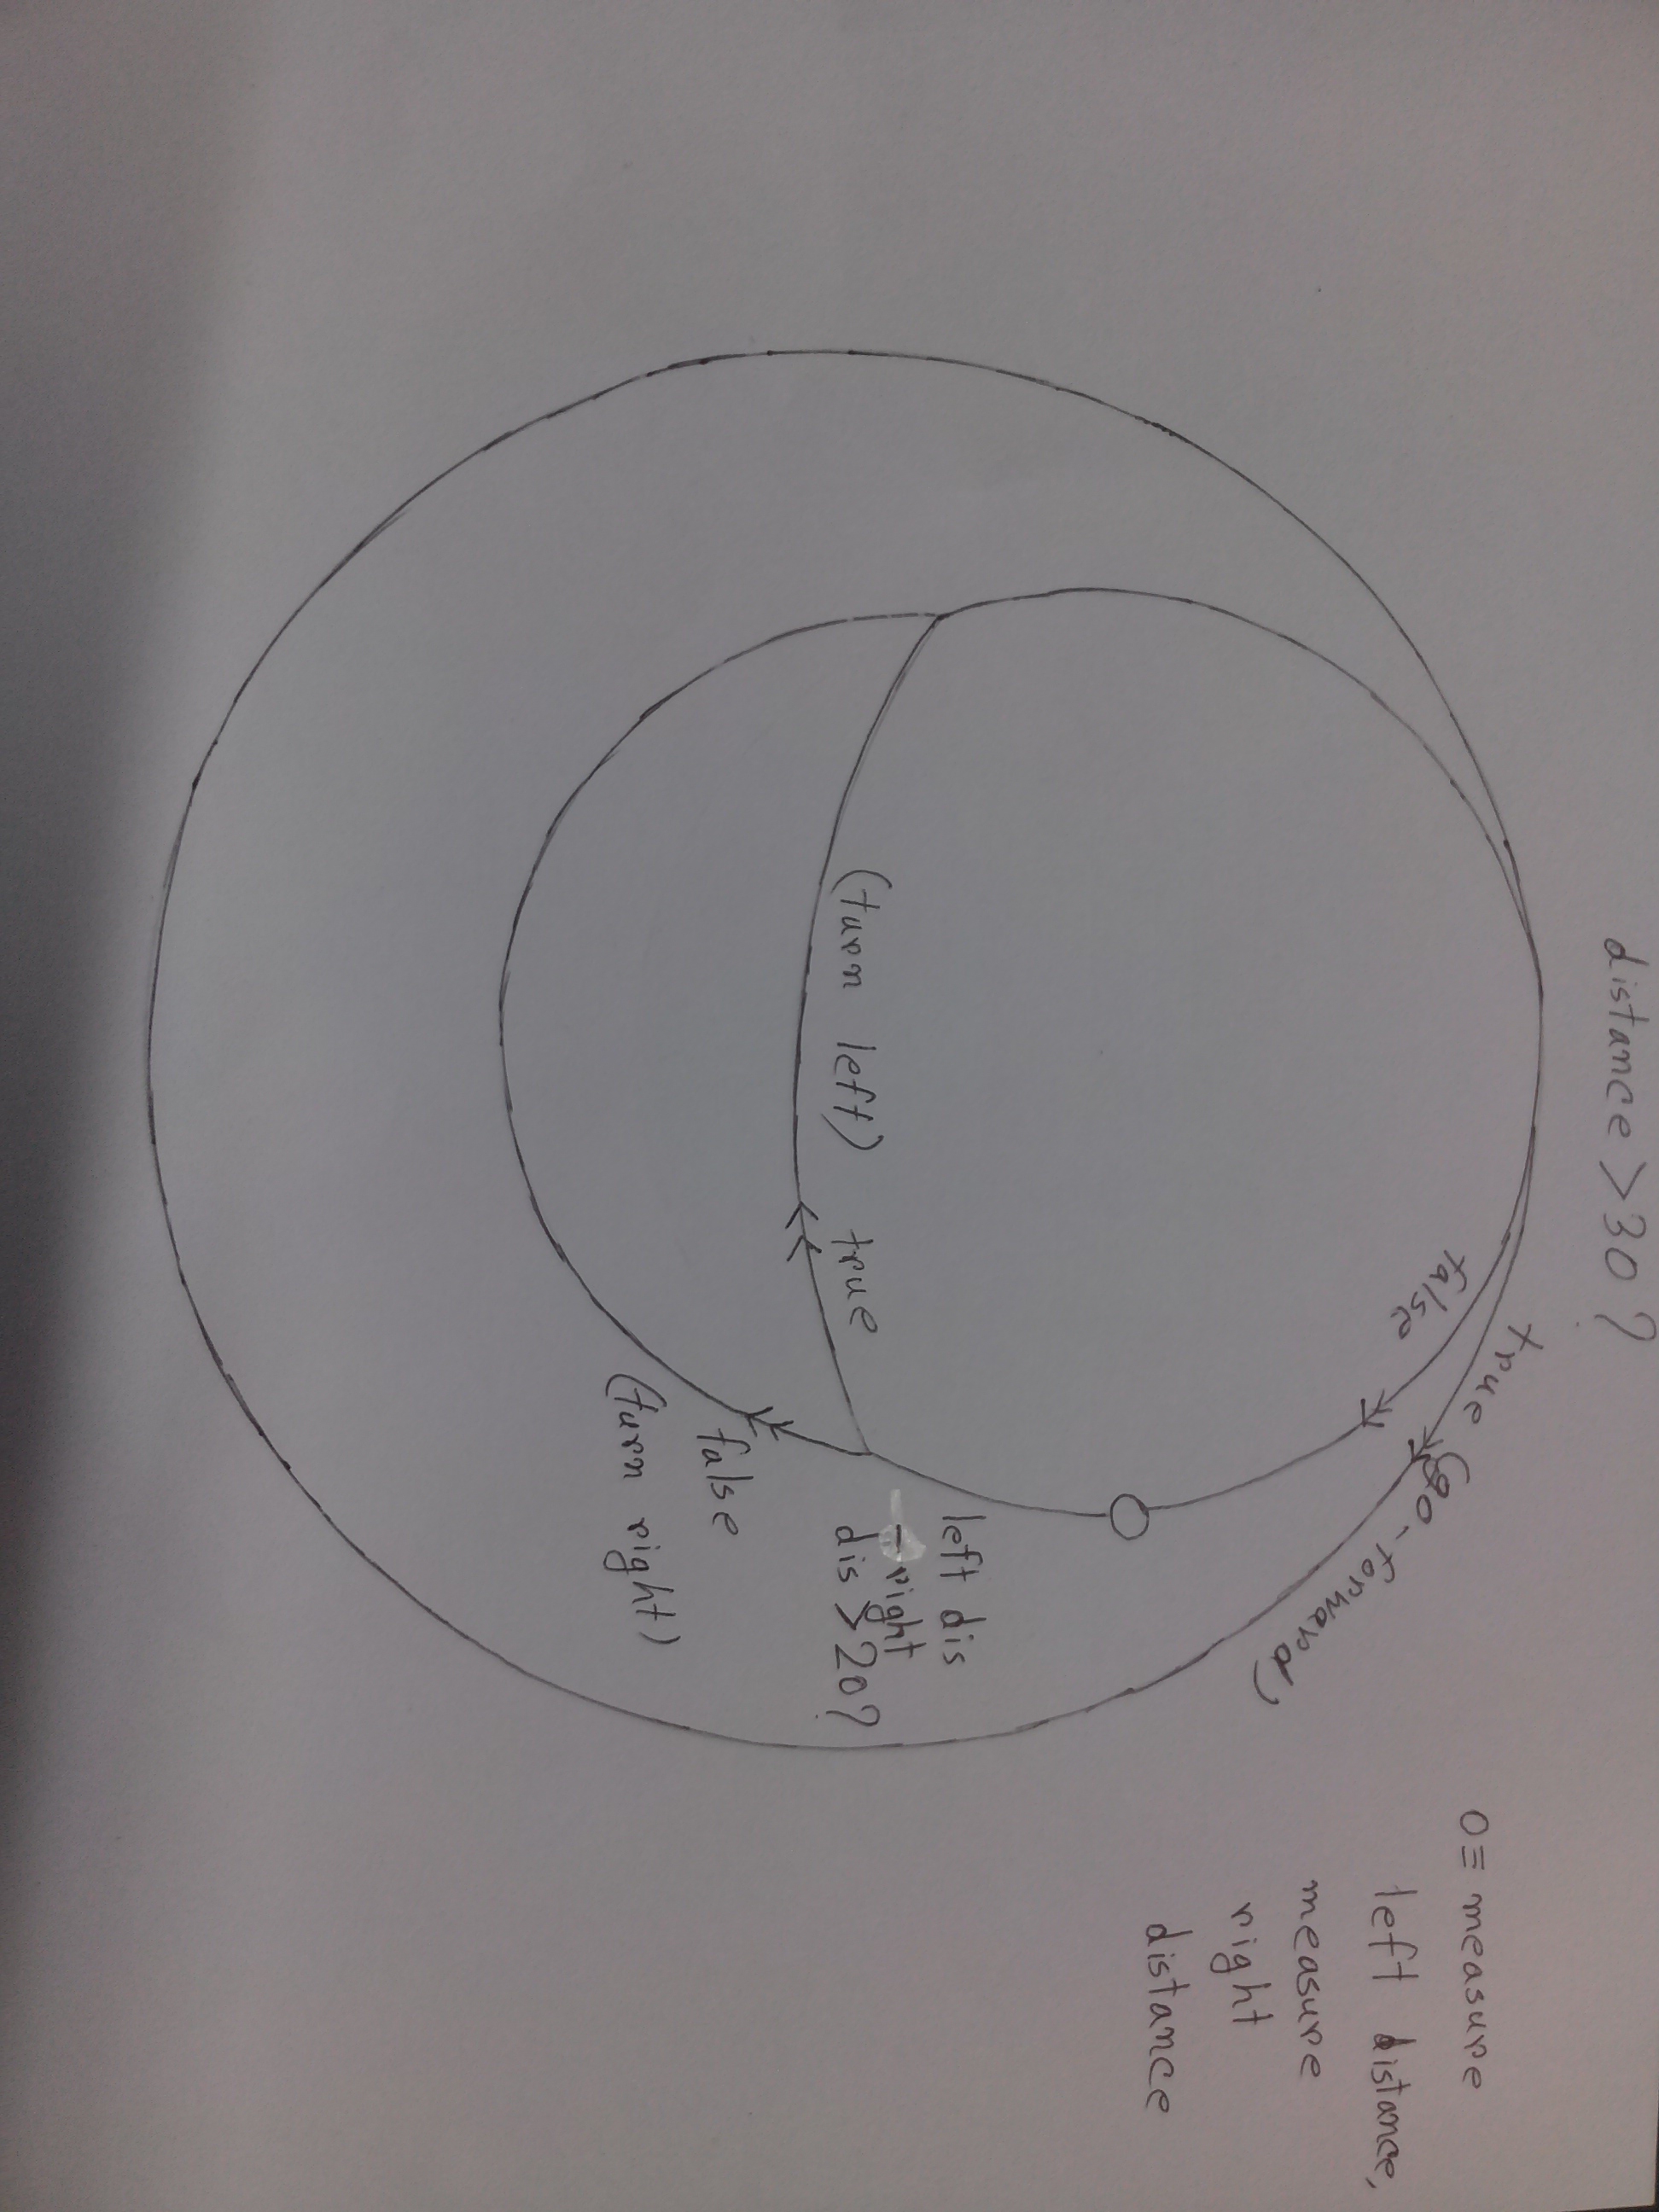 distance > 30 ?
true (go-forward)
false
O≡ measure
left distance,
measure
right
distance
left dis
- right
dis > 20?
(turn left) true
false
(turn right)